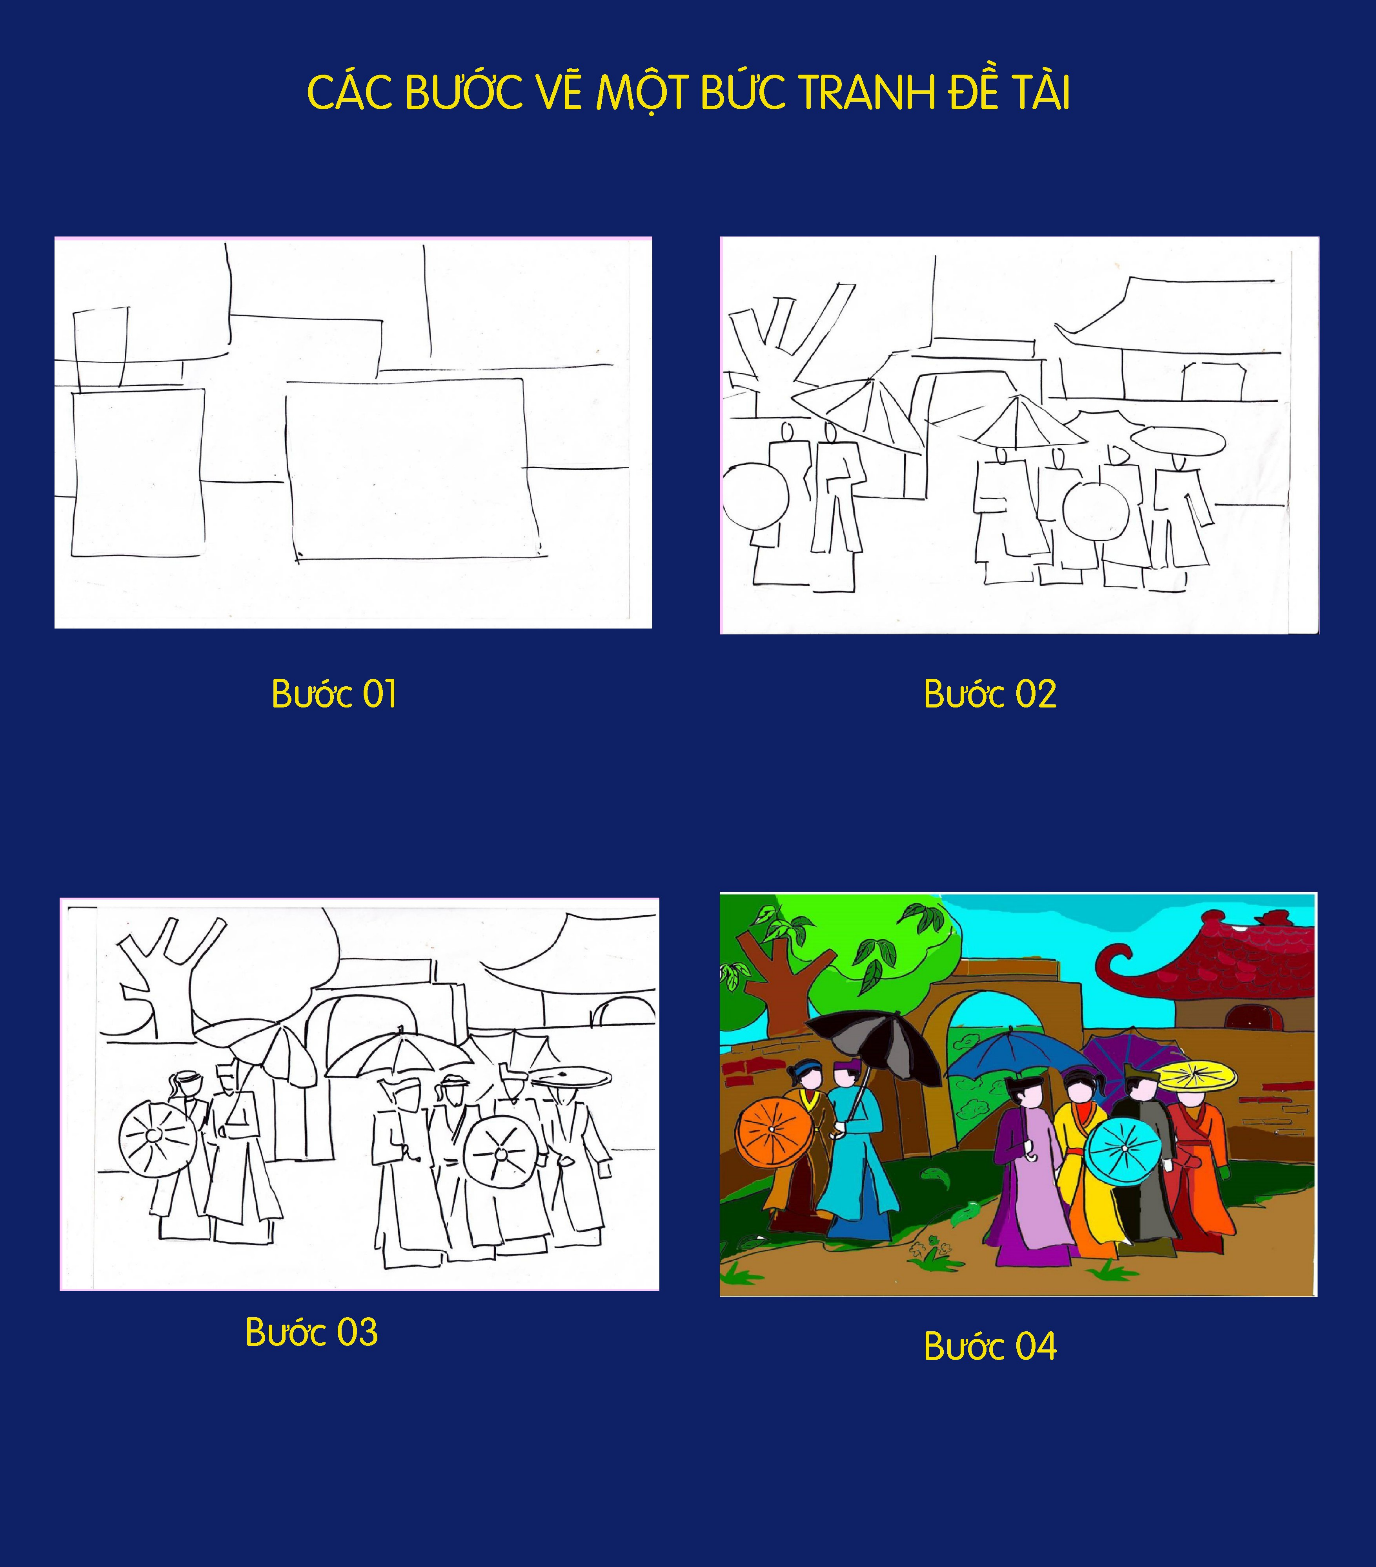 CÁC BƯỚC VẼ MỘT BỨC TRANH ĐỀ TÀI
Bước 01
Bước 02
Bước 03
Bước 04